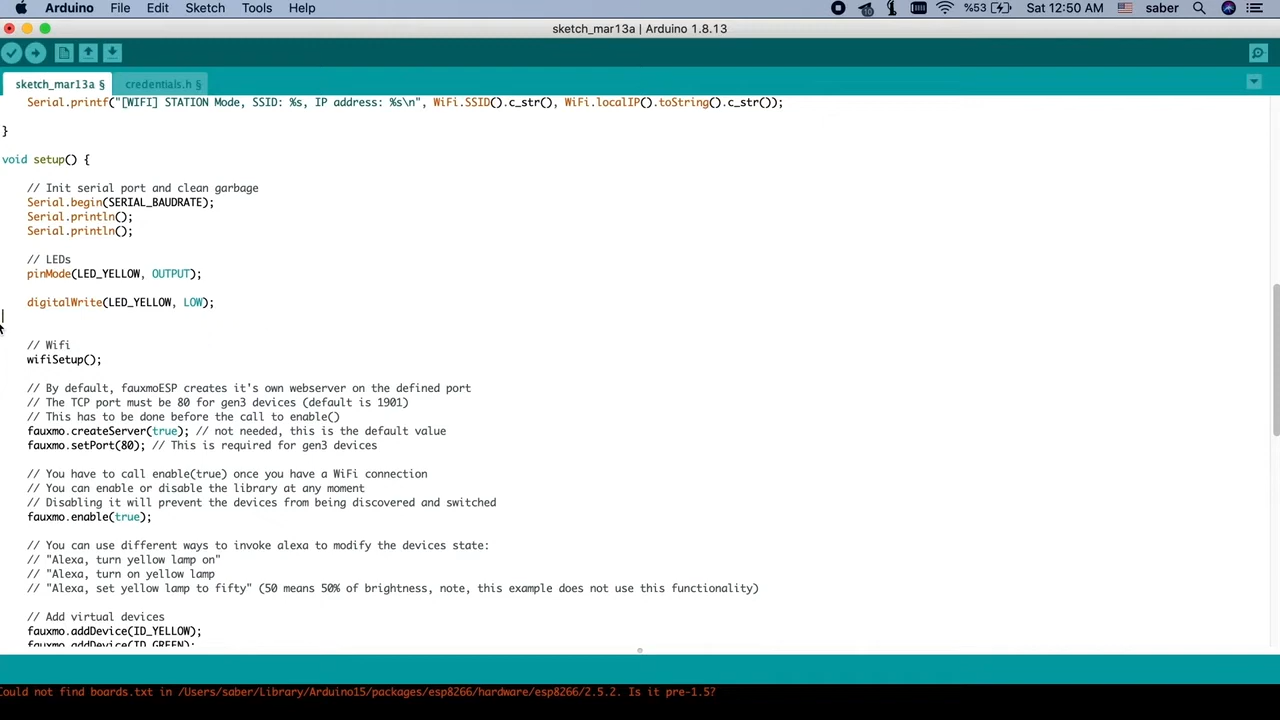 Arduino File Edit Sketch Tools Help %53 Sat 12:50 AM saber
sketch_mar13a | Arduino 1.8.13
sketch_mar13a § credentials.h §
Serial.printf("[WIFI] STATION Mode, SSID: %s, IP address: %s\n", WiFi.SSID().c_str(), WiFi.localIP().toString().c_str());
}
void setup() {
// Init serial port and clean garbage
Serial.begin(SERIAL_BAUDRATE);
Serial.println();
Serial.println();
// LEDs
pinMode(LED_YELLOW, OUTPUT);
digitalWrite(LED_YELLOW, LOW);
// Wifi
wifiSetup();
// By default, fauxmoESP creates it's own webserver on the defined port
// The TCP port must be 80 for gen3 devices (default is 1901)
// This has to be done before the call to enable()
fauxmo.createServer(true); // not needed, this is the default value
fauxmo.setPort(80); // This is required for gen3 devices
// You have to call enable(true) once you have a WiFi connection
// You can enable or disable the library at any moment
// Disabling it will prevent the devices from being discovered and switched
fauxmo.enable(true);
// You can use different ways to invoke alexa to modify the devices state:
// "Alexa, turn yellow lamp on"
// "Alexa, turn on yellow lamp
// "Alexa, set yellow lamp to fifty" (50 means 50% of brightness, note, this example does not use this functionality)
// Add virtual devices
fauxmo.addDevice(ID_YELLOW);
fauxmo.addDevice(ID_GREEN);
Could not find boards.txt in /Users/saber/Library/Arduino15/packages/esp8266/hardware/esp8266/2.5.2. Is it pre-1.5?